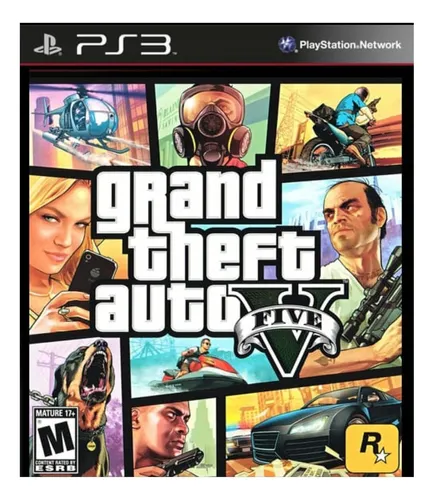 PS3
PlayStation®Network
grand
theft
auto
V
FIVE
MATURE 17+
M
CONTENT RATED BY
ESRB
R